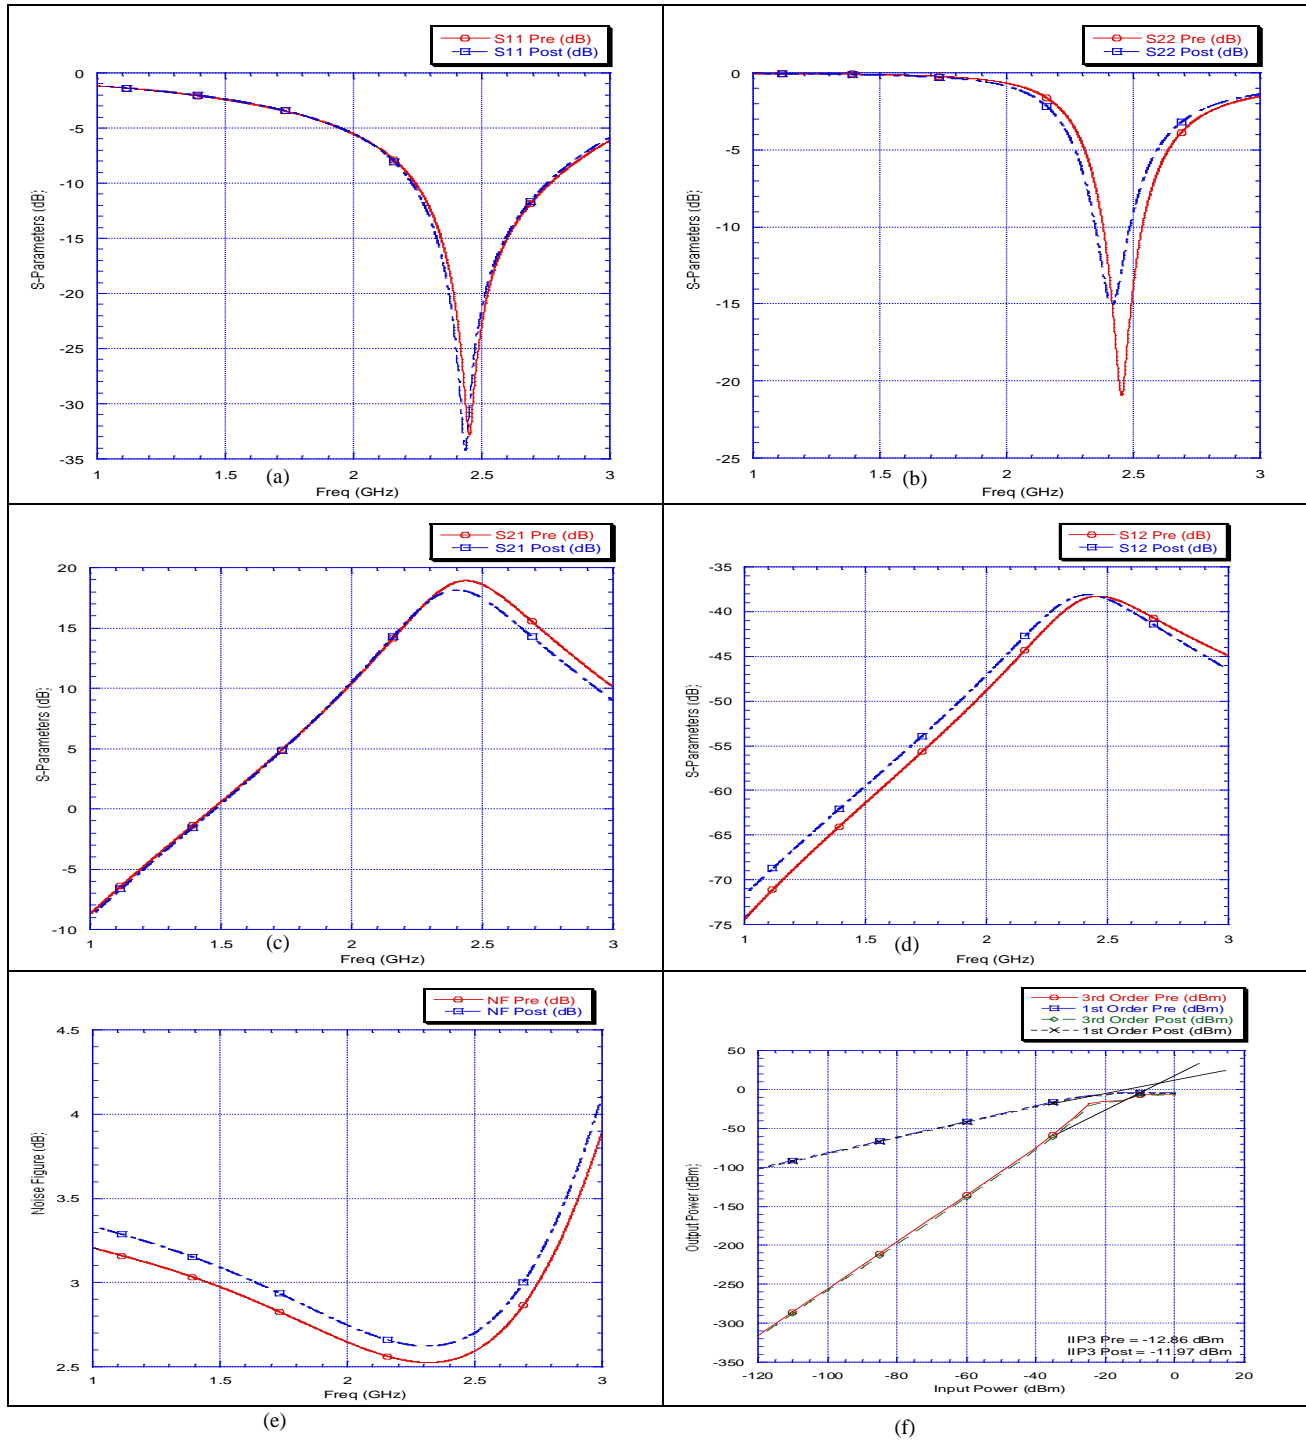 S11 Pre (dB)
S11 Post (dB)
0
-5
-10
-15
-20
-25
-30
-35
S-Parameters (dB)
1
1.5
2
2.5
3
(a)
Freq (GHz)
S22 Pre (dB)
S22 Post (dB)
0
-5
-10
-15
-20
-25
S-Parameters (dB)
1
1.5
2
2.5
3
(b)
Freq (GHz)
S21 Pre (dB)
S21 Post (dB)
20
15
10
5
0
-5
-10
S-Parameters (dB)
1
1.5
2
2.5
3
(c)
Freq (GHz)
S12 Pre (dB)
S12 Post (dB)
-35
-40
-45
-50
-55
-60
-65
-70
-75
S-Parameters (dB)
1
1.5
2
2.5
3
(d)
Freq (GHz)
NF Pre (dB)
NF Post (dB)
4.5
4
3.5
3
2.5
Noise Figure (dB)
1
1.5
2
2.5
3
Freq (GHz)
(e)
3rd Order Pre (dBm)
1st Order Pre (dBm)
3rd Order Post (dBm)
1st Order Post (dBm)
50
0
-50
-100
-150
-200
-250
-300
-350
Output Power (dBm)
IIP3 Pre = -12.86 dBm
IIP3 Post = -11.97 dBm
-120
-100
-80
-60
-40
-20
0
20
Input Power (dBm)
(f)